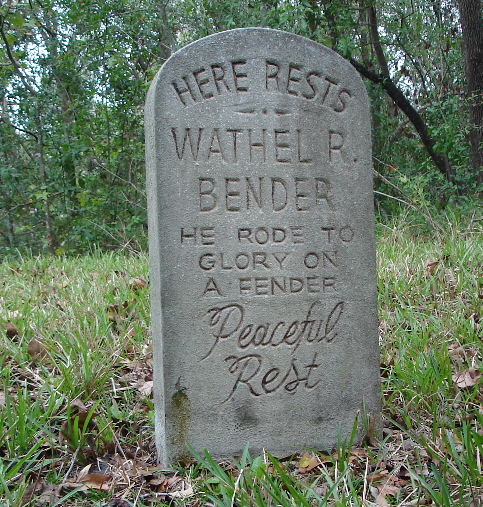 HERE RESTS
WATHEL R.
BENDER
HE RODE TO
GLORY ON
A FENDER
Peaceful
Rest